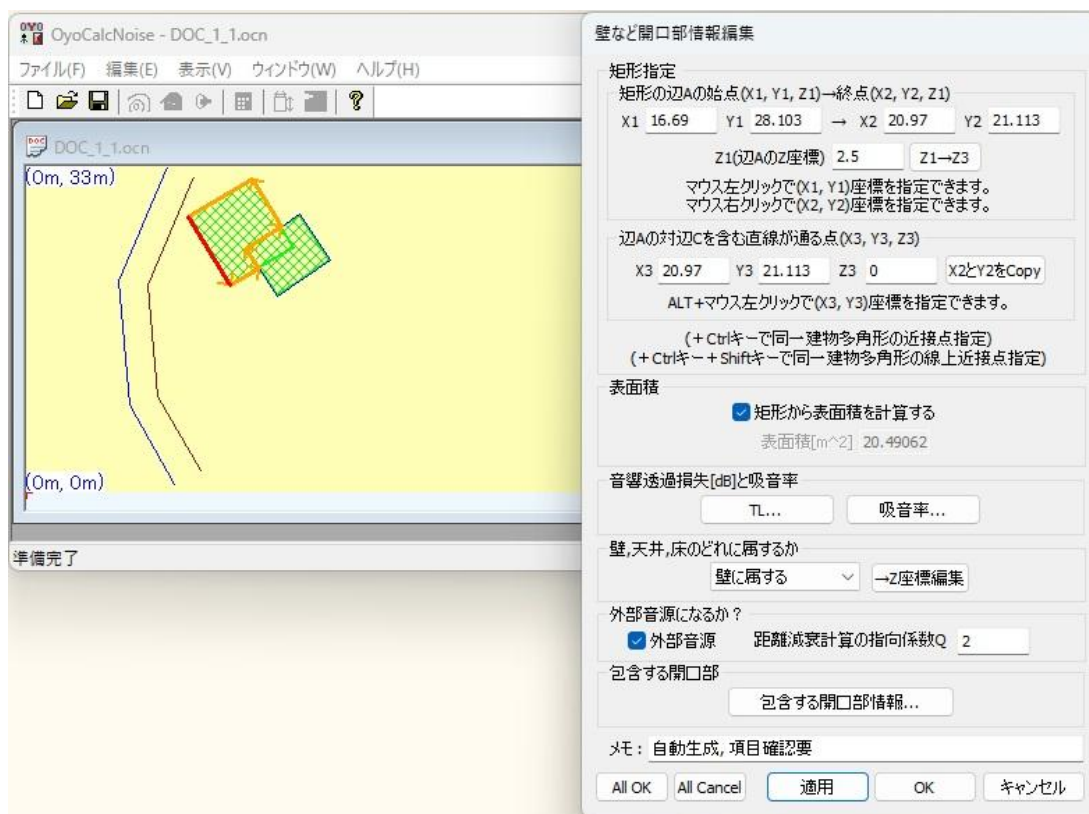 OyoCalcNoise - DOC_1_1.ocn
ファイル(F) 編集(E) 表示(V) ウィンドウ(W) ヘルプ(H)
DOC_1_1.ocn
(0m, 33m)
(0m, 0m)
準備完了
壁など開口部情報編集
矩形指定
矩形の辺Aの始点(X1, Y1, Z1)→終点(X2, Y2, Z1)
X1 16.69 Y1 28.103 → X2 20.97 Y2 21.113
Z1(辺AのZ座標) 2.5 Z1→Z3
マウス左クリックで(X1, Y1)座標を指定できます。
マウス右クリックで(X2, Y2)座標を指定できます。
辺Aの対辺Cを含む直線が通る点(X3, Y3, Z3)
X3 20.97 Y3 21.113 Z3 0 X2とY2をCopy
ALT+マウス左クリックで(X3, Y3)座標を指定できます。
(+Ctrlキーで同一建物多角形の近接点指定)
(+Ctrlキー+Shiftキーで同一建物多角形の線上近接点指定)
表面積
矩形から表面積を計算する
表面積[m^2] 20.49062
音響透過損失[dB]と吸音率
TL... 吸音率...
壁,天井,床のどれに属するか
壁に属する →Z座標編集
外部音源になるか？
外部音源 距離減衰計算の指向係数Q 2
包含する開口部
包含する開口部情報...
メモ： 自動生成, 項目確認要
All OK All Cancel 適用 OK キャンセル